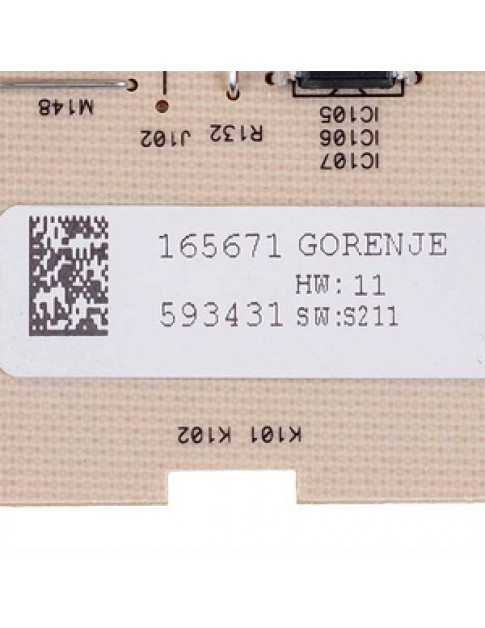 M148
J102
R132
IC105
IC106
IC107
165671 GORENJE
HW: 11
593431 SW:S211
K101 K102